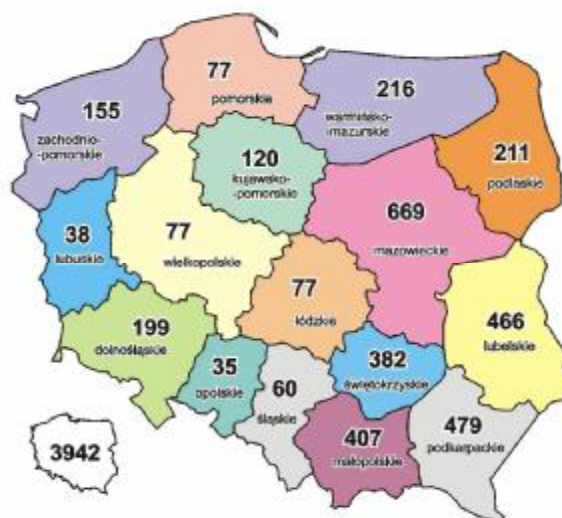 155
zachodnio-
-pomorskie
77
pomorskie
216
warmińsko-
-mazurskie
211
podlaskie
120
kujawsko-
-pomorskie
38
lubuskie
77
wielkopolskie
669
mazowieckie
77
łódzkie
466
lubelskie
199
dolnośląskie
35
opolskie
60
śląskie
382
świętokrzyskie
407
małopolskie
479
podkarpackie
3942